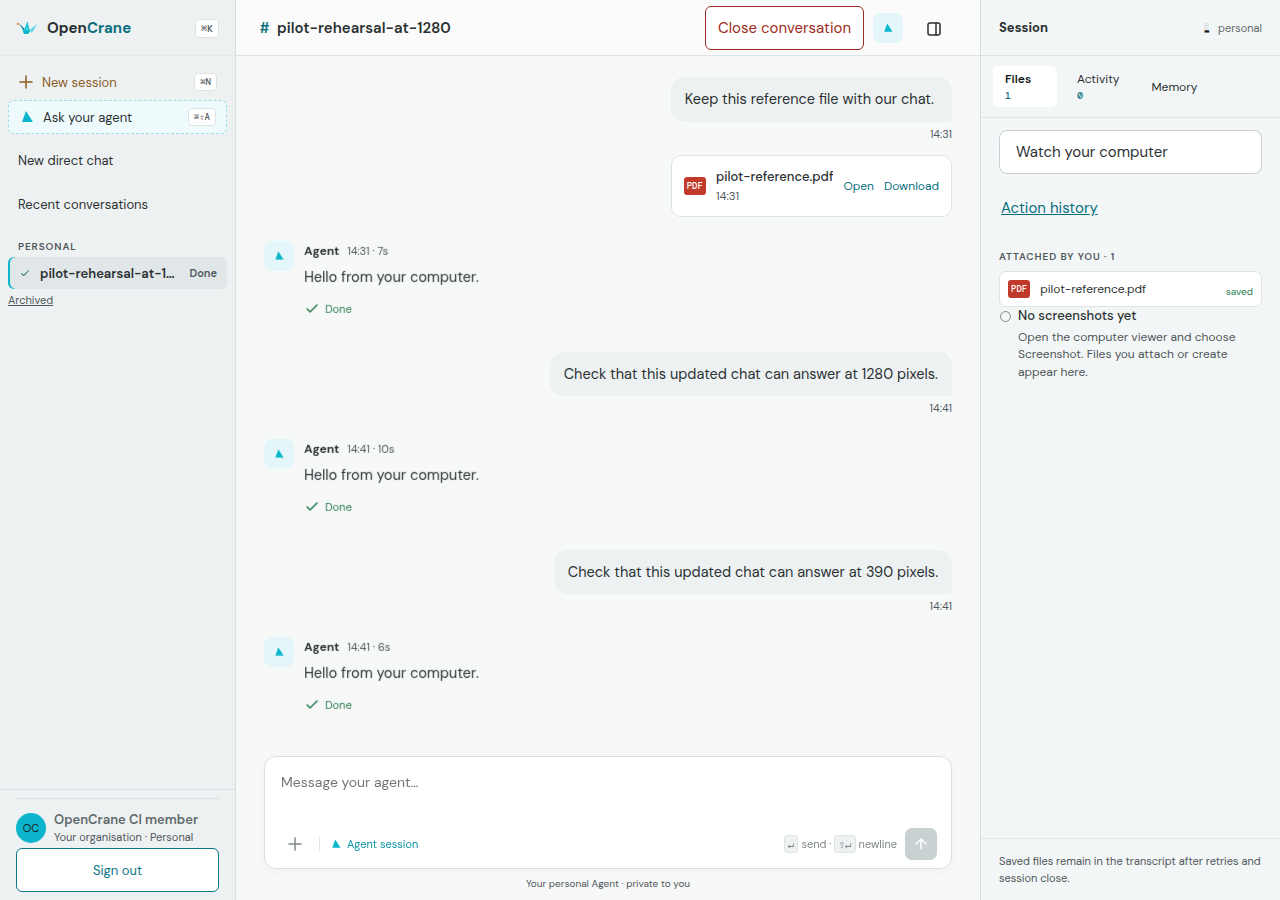 OpenCrane
⌘K
New session
⌘N
Ask your agent
⌘⇧A
New direct chat
Recent conversations
PERSONAL
pilot-rehearsal-at-1...
Done
Archived
OC
OpenCrane CI member
Your organisation · Personal
Sign out
# pilot-rehearsal-at-1280
Close conversation
Keep this reference file with our chat.
14:31
PDF
pilot-reference.pdf
14:31
Open
Download
Agent 14:31 · 7s
Hello from your computer.
Done
Check that this updated chat can answer at 1280 pixels.
14:41
Agent 14:41 · 10s
Hello from your computer.
Done
Check that this updated chat can answer at 390 pixels.
14:41
Agent 14:41 · 6s
Hello from your computer.
Done
Message your agent...
Agent session
↵ send · ⇧↵ newline
Your personal Agent · private to you
Session
personal
Files
1
Activity
0
Memory
Watch your computer
Action history
ATTACHED BY YOU · 1
PDF
pilot-reference.pdf
saved
No screenshots yet
Open the computer viewer and choose
Screenshot. Files you attach or create
appear here.
Saved files remain in the transcript after retries and
session close.